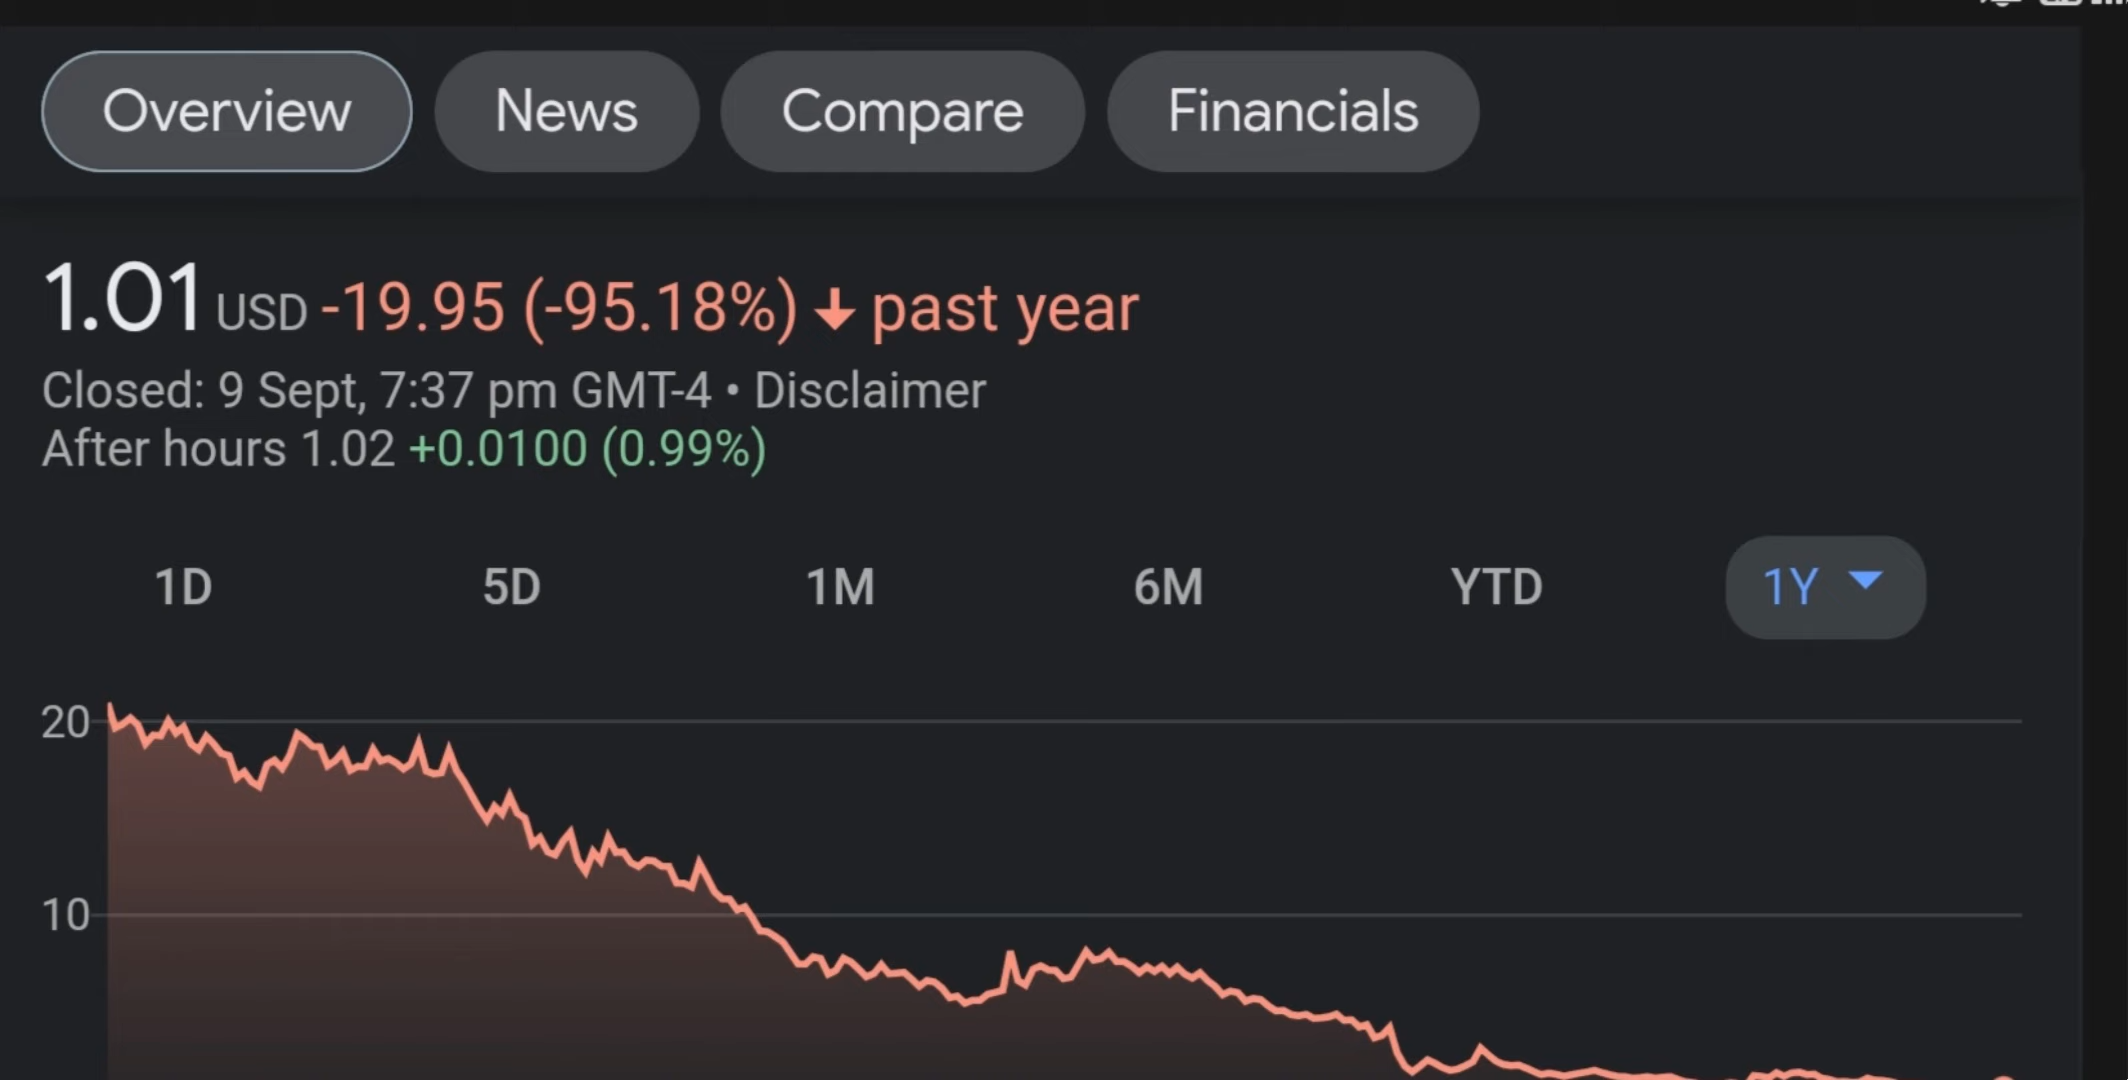 Overview News Compare Financials
1.01 USD -19.95 (-95.18%) ↓ past year
Closed: 9 Sept, 7:37 pm GMT-4 • Disclaimer
After hours 1.02 +0.0100 (0.99%)
1D 5D 1M 6M YTD 1Y
20
10